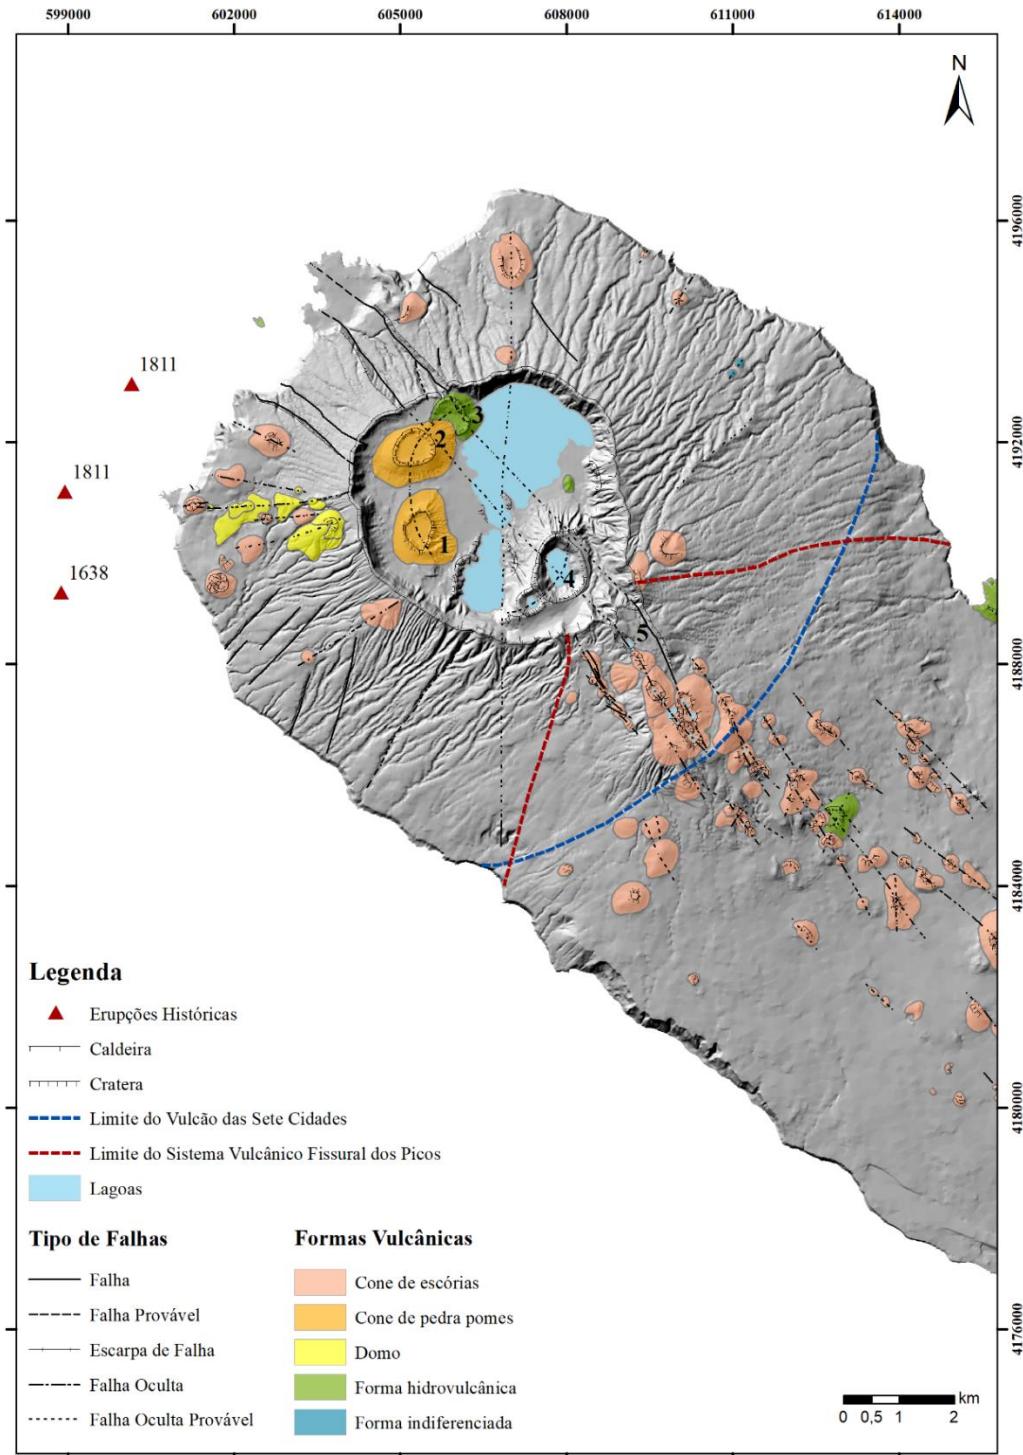 599000 602000 605000 608000 611000 614000
N
4196000
1811
3
2
4192000
1811
1
4
1638
5
4188000
4184000
Legenda
Erupções Históricas
Caldeira
Cratera
4180000
Limite do Vulcão das Sete Cidades
Limite do Sistema Vulcânico Fissural dos Picos
Lagoas
Tipo de Falhas
Falha
Falha Provável
Escarpa de Falha
Falha Oculta
Falha Oculta Provável
Formas Vulcânicas
Cone de escórias
Cone de pedra pomes
Domo
Forma hidrovulcânica
Forma indiferenciada
4176000
km
0 0,5 1 2